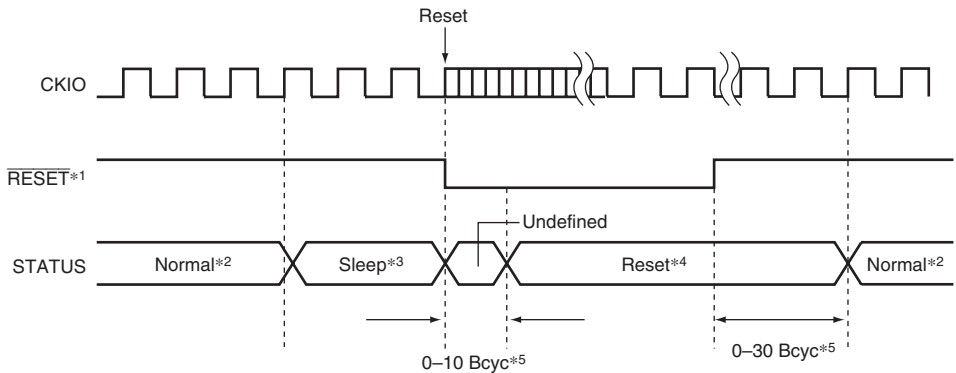 Reset
CKIO
RESET*1
Undefined
STATUS
Normal*2
Sleep*3
Reset*4
Normal*2
0–10 Bcyc*5
0–30 Bcyc*5